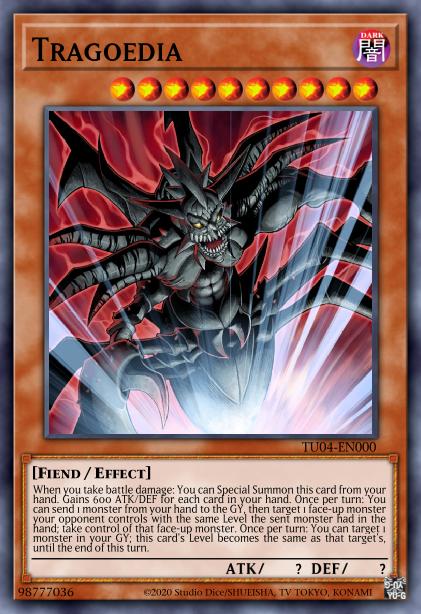 TRAGOEDIA
DARK
闇
TU04-EN000
[FIEND / EFFECT]
When you take battle damage: You can Special Summon this card from your
hand. Gains 600 ATK/DEF for each card in your hand. Once per turn: You
can send 1 monster from your hand to the GY, then target 1 face-up monster
your opponent controls with the same Level the sent monster had in the
hand; take control of that face-up monster. Once per turn: You can target 1
monster in your GY; this card's Level becomes the same as that target's,
until the end of this turn.
ATK/ ? DEF/ ?
98777036
©2020 Studio Dice/SHUEISHA, TV TOKYO, KONAMI